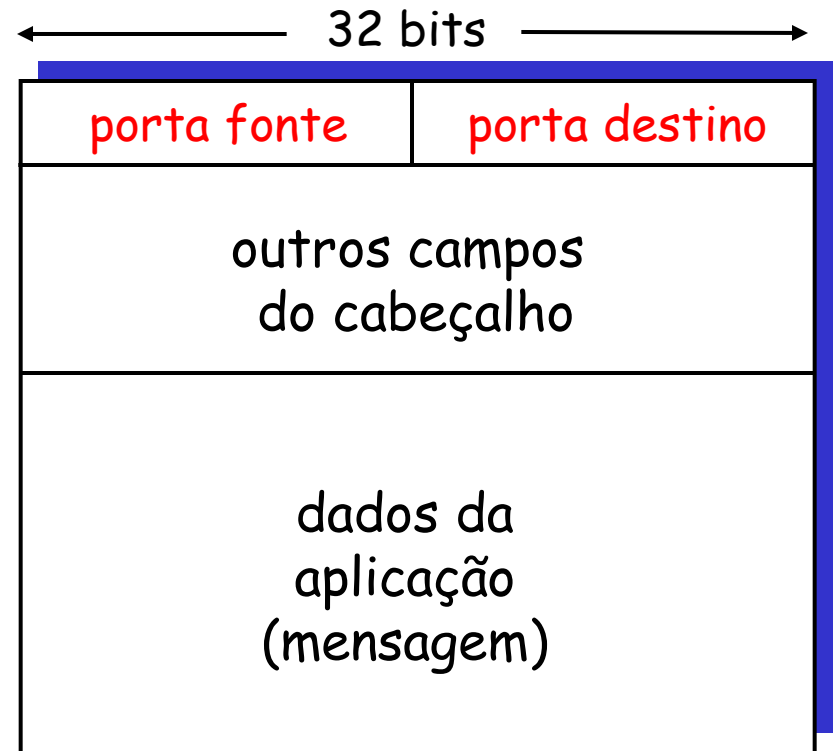 32 bits
porta fonte
porta destino
outros campos
do cabeçalho
dados da
aplicação
(mensagem)